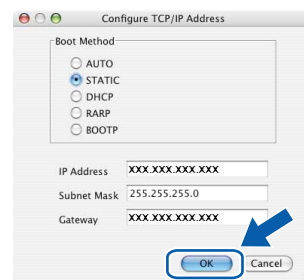 Configure TCP/IP Address
Boot Method
AUTO
STATIC
DHCP
RARP
BOOTP
IP Address XXX.XXX.XXX.XXX
Subnet Mask 255.255.255.0
Gateway XXX.XXX.XXX.XXX
OK Cancel